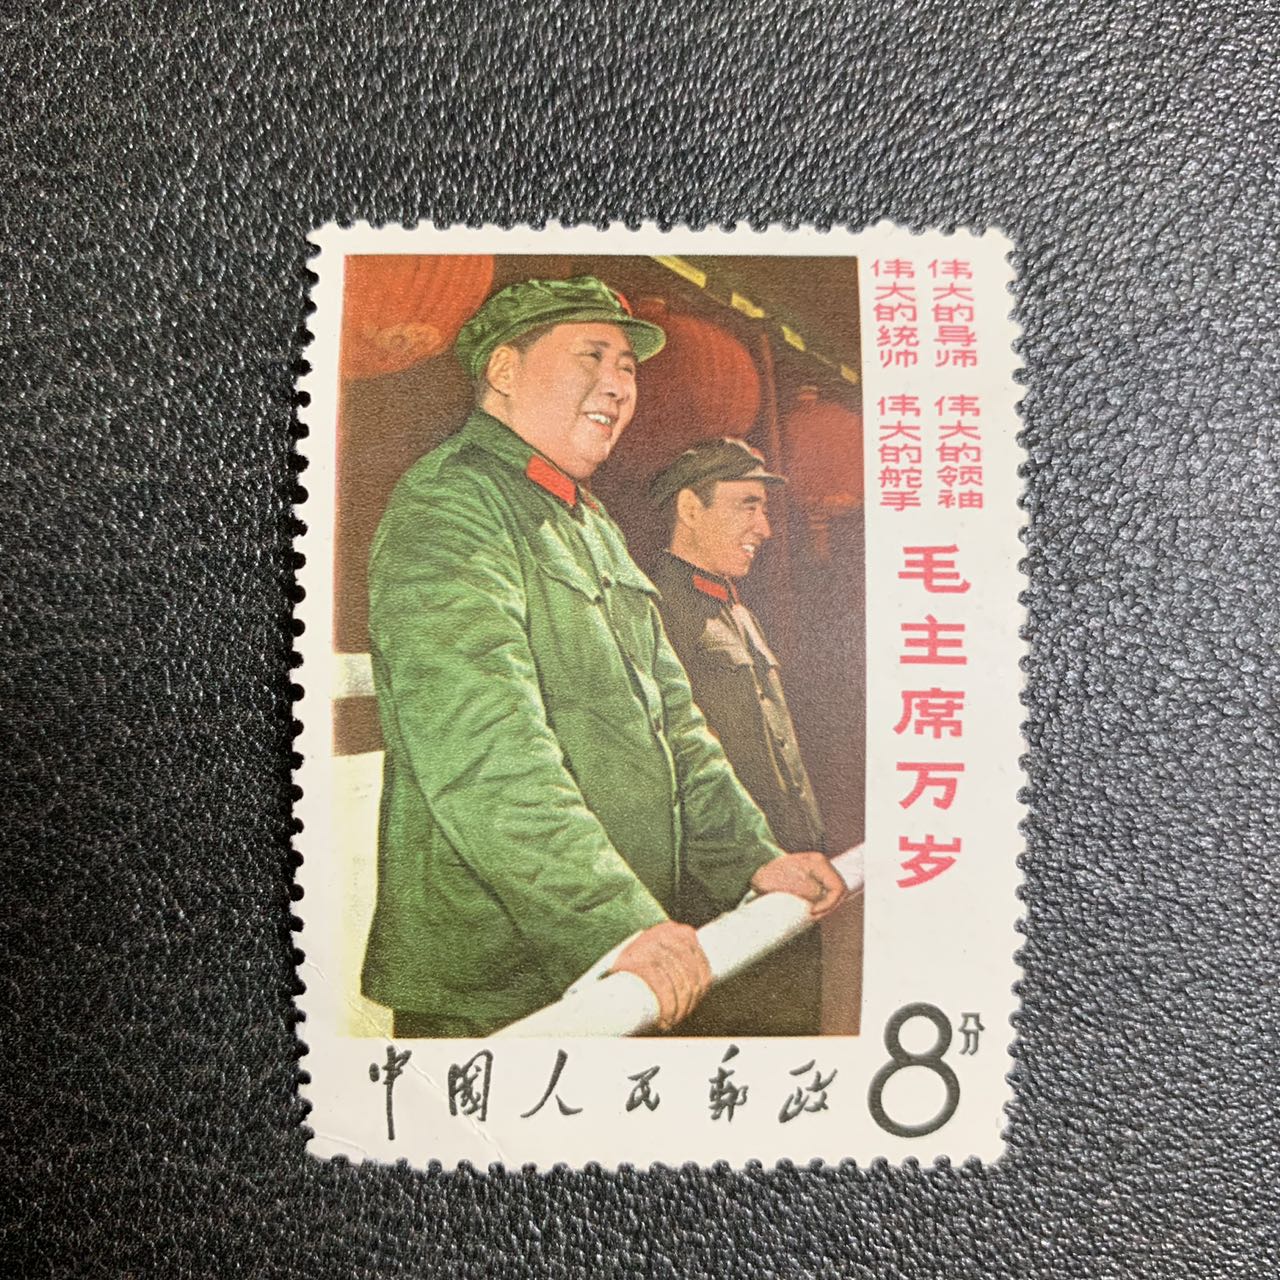 伟大的导师
伟大的领袖
伟大的统帅
伟大的舵手
毛主席万岁
中国人民邮政
8分